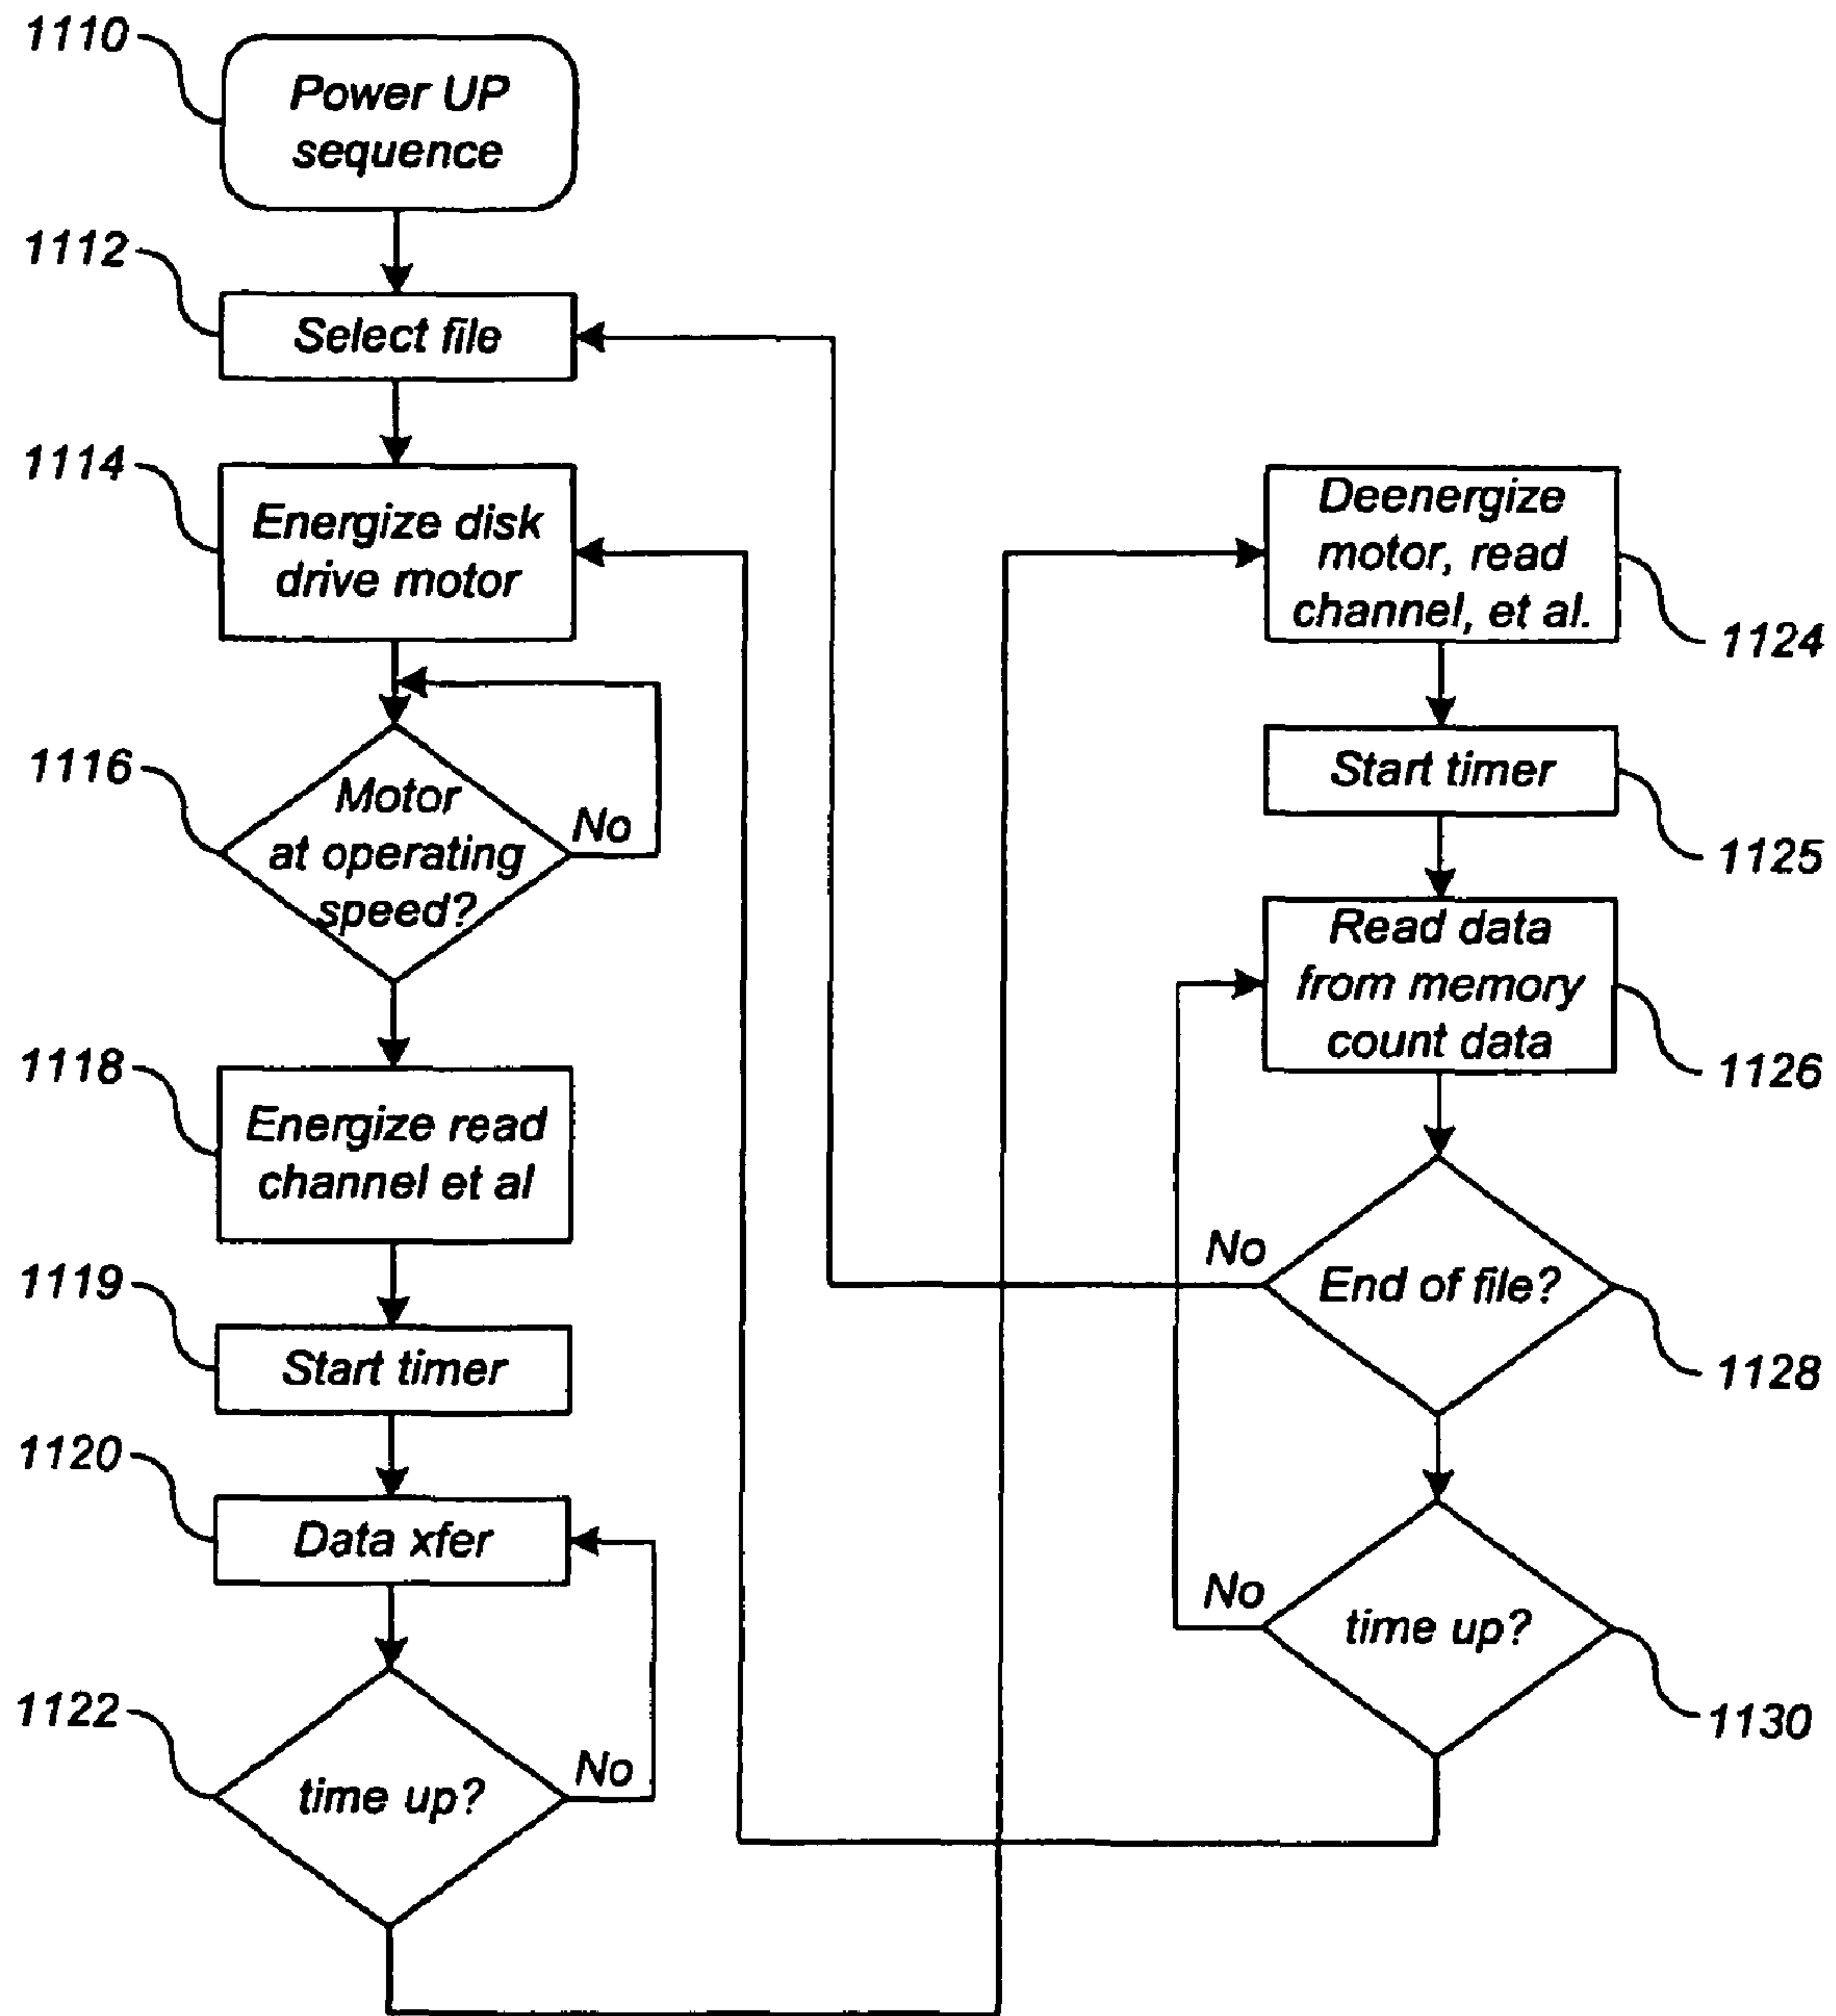 1110
Power UP
sequence
1112
Select file
1114
Energize disk
drive motor
1116
Motor
at operating
speed?
No
1118
Energize read
channel et al
1119
Start timer
1120
Data xfer
1122
time up?
No
Deenergize
motor, read
channel, et al.
1124
Start timer
1125
Read data
from memory
count data
1126
No
End of file?
1128
No
time up?
1130